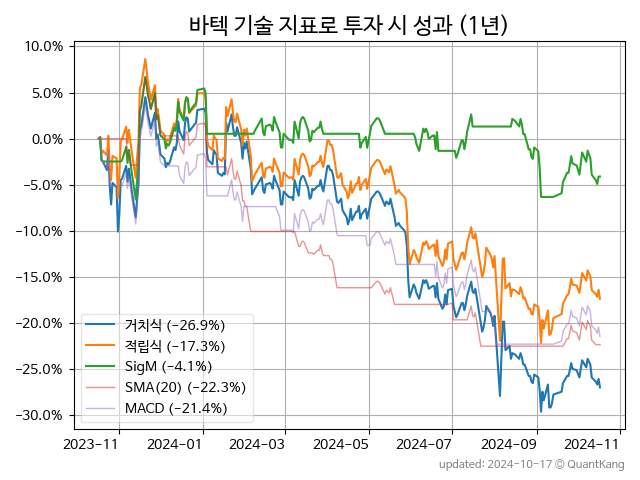 바텍 기술 지표로 투자 시 성과 (1년)
10.0%
5.0%
0.0%
−5.0%
−10.0%
−15.0%
−20.0%
−25.0%
−30.0%
거치식 (−26.9%)
적립식 (−17.3%)
SigM (−4.1%)
SMA(20) (−22.3%)
MACD (−21.4%)
2023−11 2024−01 2024−03 2024−05 2024−07 2024−09 2024−11
updated: 2024-10-17 © QuantKang